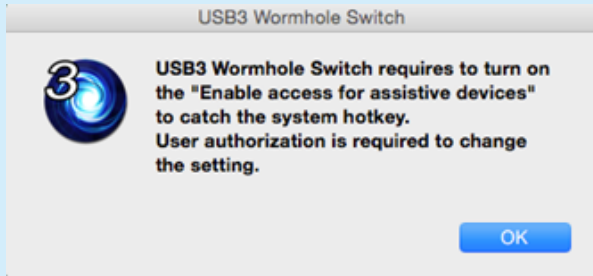 USB3 Wormhole Switch
3
USB3 Wormhole Switch requires to turn on
the "Enable access for assistive devices"
to catch the system hotkey.
User authorization is required to change
the setting.
OK